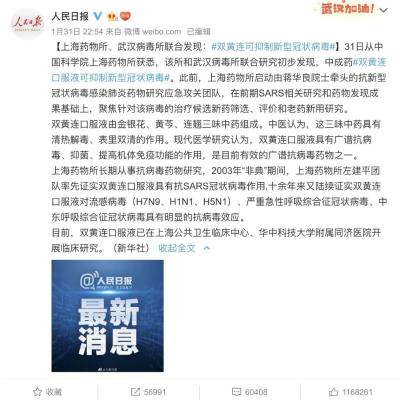 人民日报
1月31日 22:54 来自 微博 weibo.com 已编辑
武汉加油!
【上海药物所、武汉病毒所联合发现：#双黄连可抑制新型冠状病毒#】31日从中
国科学院上海药物所获悉，该所和武汉病毒所联合研究初步发现，中成药#双黄
连口服液可抑制新型冠状病毒#。此前，上海药物所启动由蒋华良院士牵头的抗新型
冠状病毒感染肺炎药物研究应急攻关团队，在前期SARS相关研究和药物发现成
果基础上，聚焦针对该病毒的治疗候选新药筛选、评价和老药新用研究。
双黄连口服液由金银花、黄芩、连翘三味中药组成。中医认为，这三味中药具有
清热解毒、表里双清的作用。现代医学研究认为，双黄连口服液具有广谱抗病
毒、抑菌、提高机体免疫功能的作用，是目前有效的广谱抗病毒药物之一。
上海药物所长期从事抗病毒药物研究，2003年“非典”期间，上海药物所左建平团
队率先证实双黄连口服液具有抗SARS冠状病毒作用,十余年来又陆续证实双黄连
口服液对流感病毒（H7N9、H1N1、H5N1）、严重急性呼吸综合征冠状病毒、中
东呼吸综合征冠状病毒具有明显的抗病毒效应。
目前，双黄连口服液已在上海公共卫生临床中心、华中科技大学附属同济医院开
展临床研究。（新华社） 收起全文
@人民日报
最新
消息
收藏 56991 60408 1168261